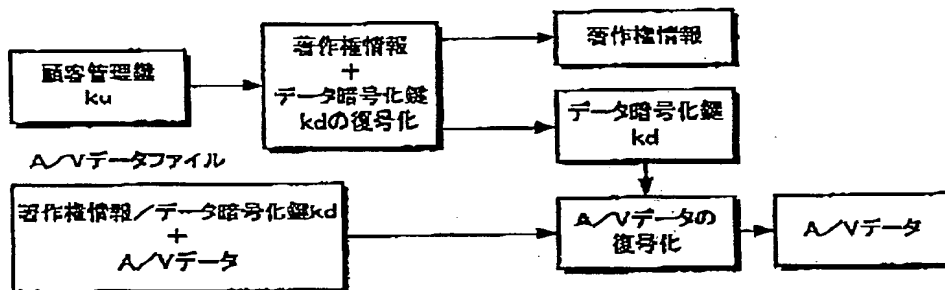 顧客管理鍵
ku
著作権情報
+
データ暗号化鍵
kdの復号化
著作権情報
データ暗号化鍵
kd
A/Vデータファイル
著作権情報/データ暗号化鍵kd
+
A/Vデータ
A/Vデータの
復号化
A/Vデータ